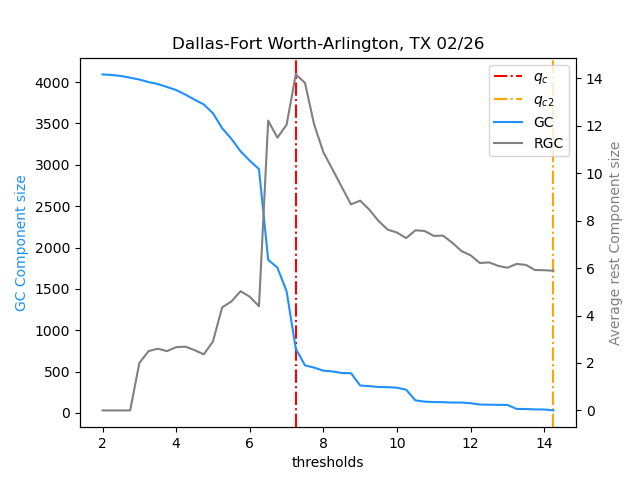 Dallas-Fort Worth-Arlington, TX 02/26
GC Component size
4000
3500
3000
2500
2000
1500
1000
500
0
14
12
10
8
6
4
2
0
Average rest Component size
q_c
q_{c2}
GC
RGC
2 4 6 8 10 12 14
thresholds